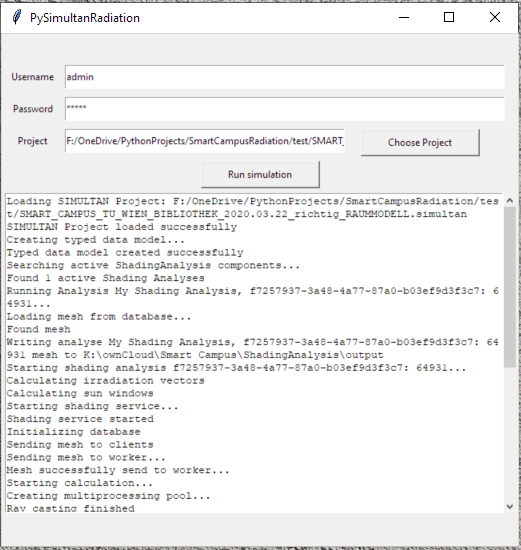 PySimultanRadiation
Username admin
Password *****
Project F:/OneDrive/PythonProjects/SmartCampusRadiation/test/SMART_ Choose Project
Run simulation
Loading SIMULTAN Project: F:/OneDrive/PythonProjects/SmartCampusRadiation/tes
t/SMART_CAMPUS_TU_WIEN_BIBLIOTHEK_2020.03.22_richtig_RAUMMODELL.simultan
SIMULTAN Project loaded successfully
Creating typed data model...
Typed data model created successfully
Searching active ShadingAnalysis components...
Found 1 active Shading Analyses
Running Analysis My Shading Analysis, f7257937-3a48-4a77-87a0-b03ef9d3f3c7: 6
4931...
Loading mesh from database...
Found mesh
Writing analyse My Shading Analysis, f7257937-3a48-4a77-87a0-b03ef9d3f3c7: 64
931 mesh to K:\ownCloud\Smart Campus\ShadingAnalysis\output
Starting shading analysis f7257937-3a48-4a77-87a0-b03ef9d3f3c7: 64931...
Calculating irradiation vectors
Calculating sun windows
Starting shading service...
Shading service started
Initializing database
Sending mesh to clients
Sending mesh to worker...
Mesh successfully send to worker...
Starting calculation...
Creating multiprocessing pool...
Ray casting finished